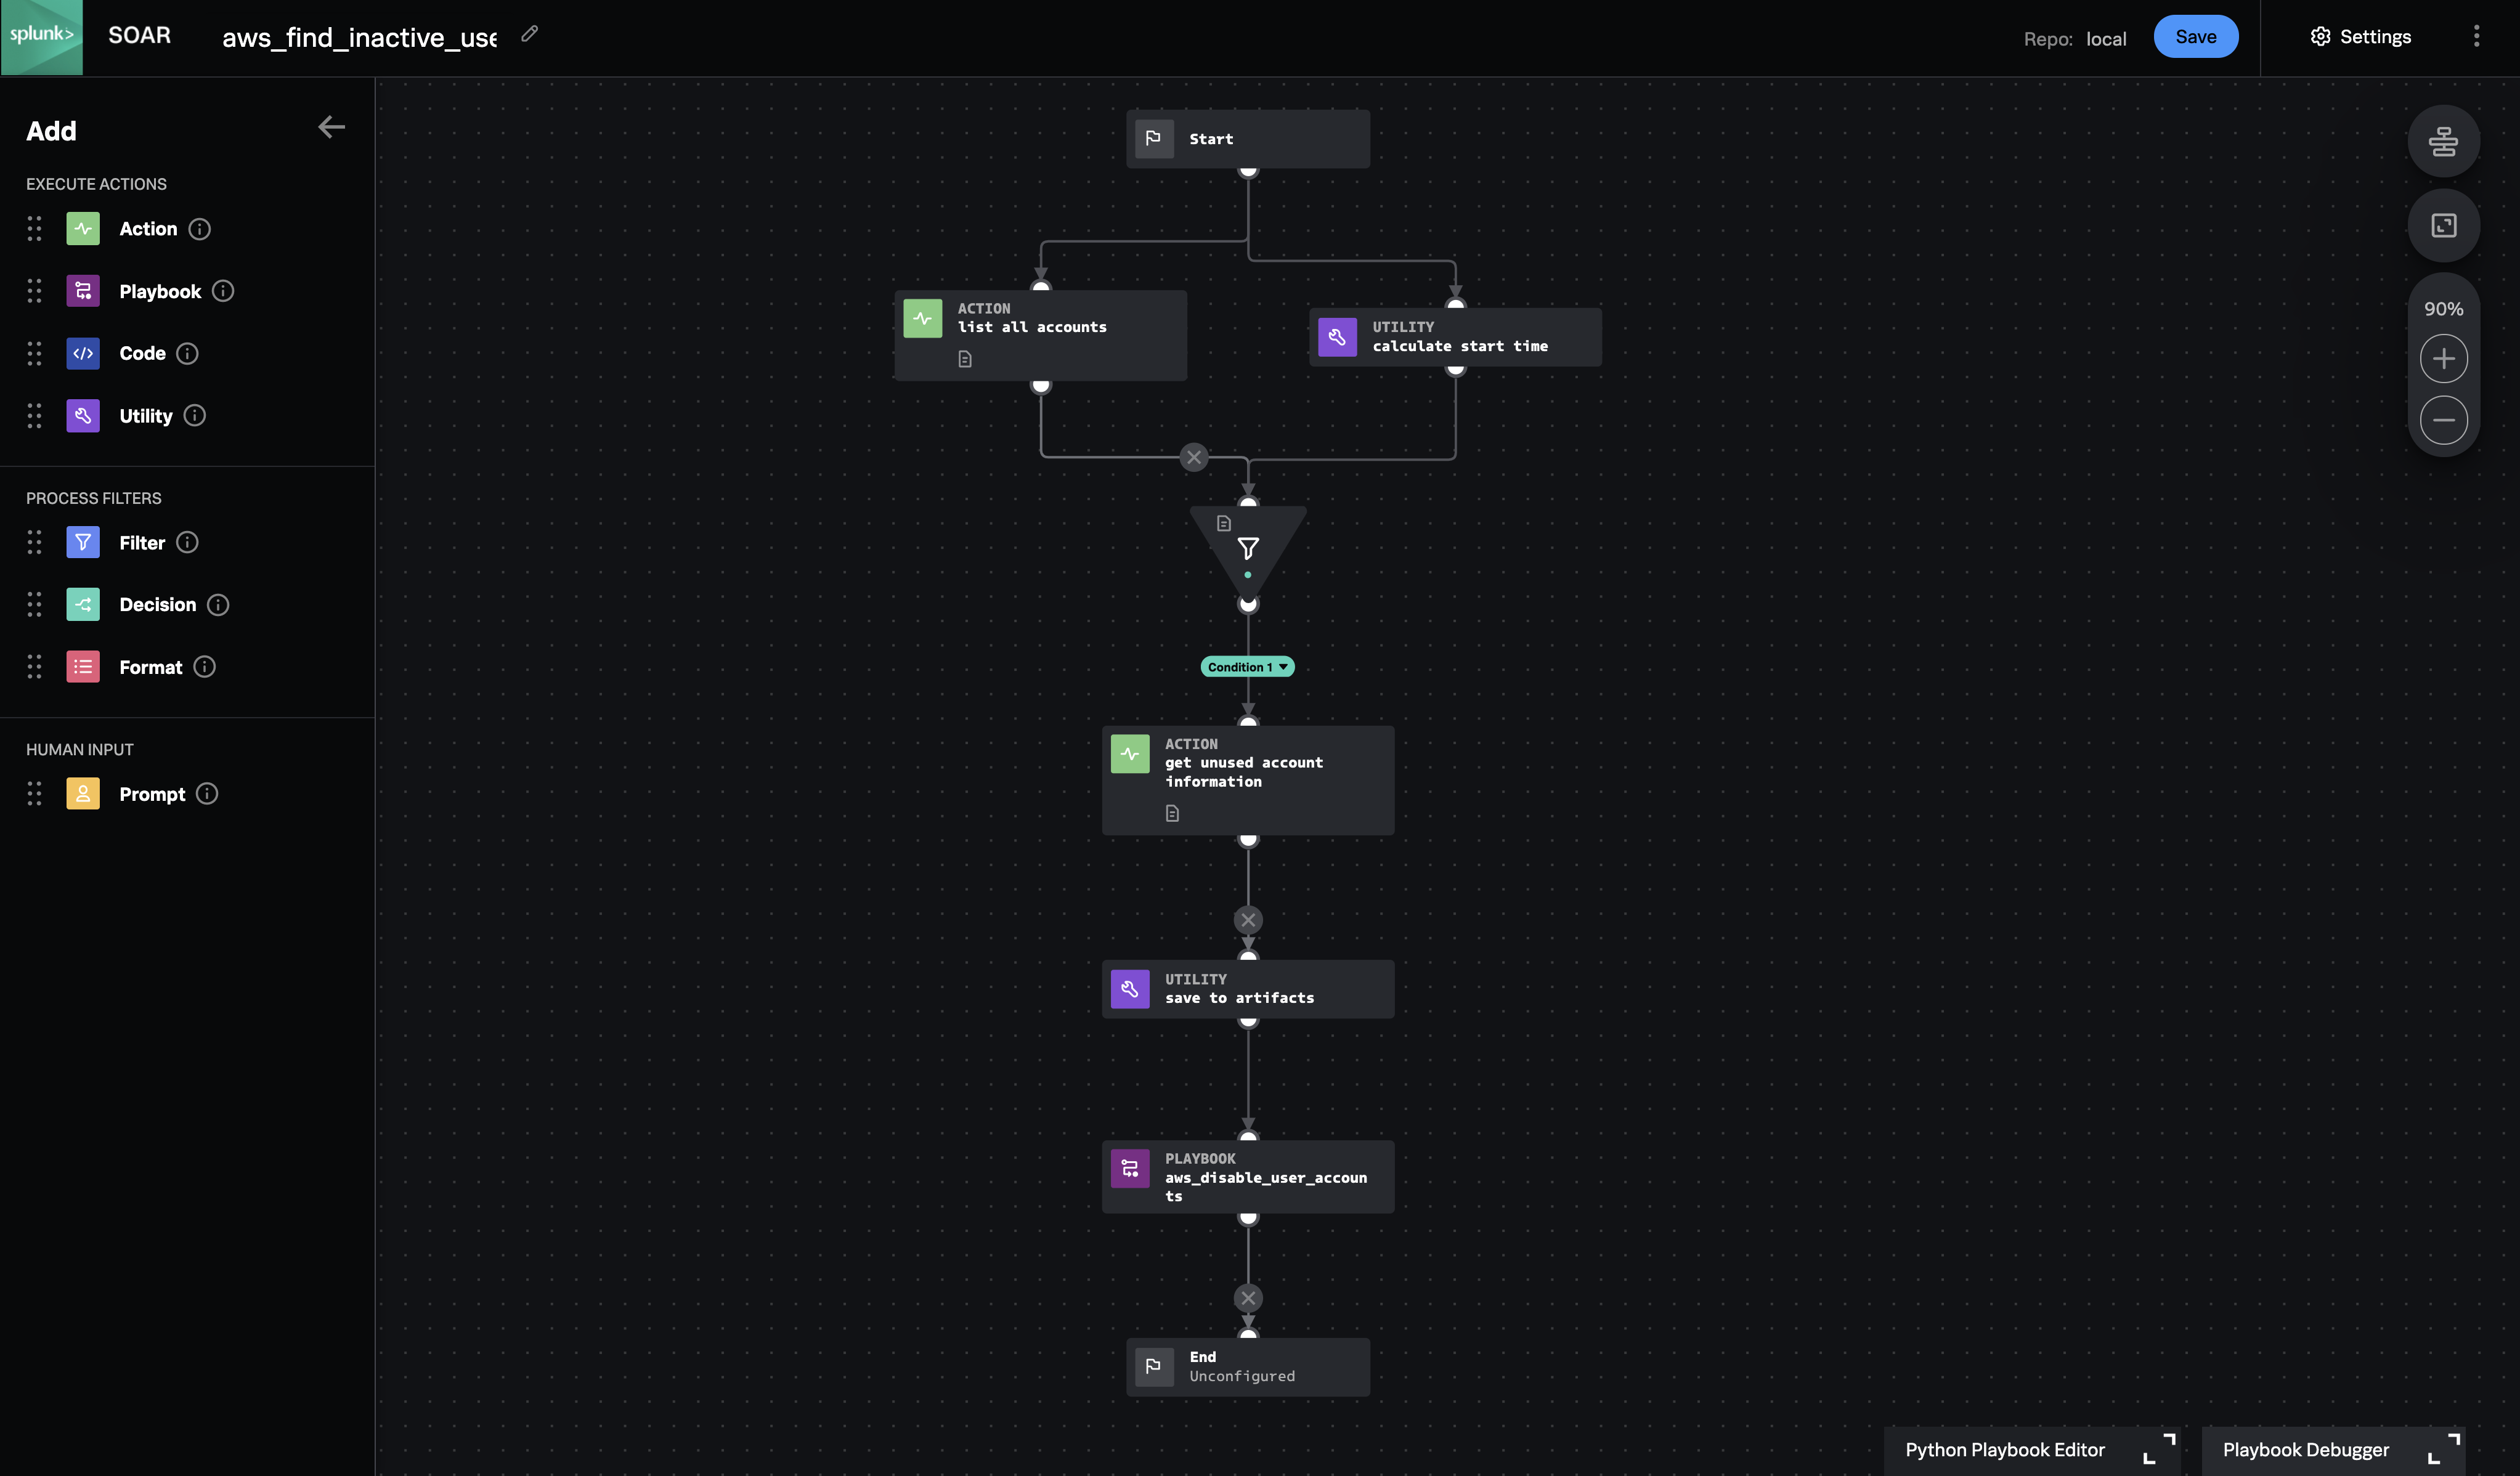 splunk>
SOAR
aws_find_inactive_use
Repo: local
Save
Settings
Add
EXECUTE ACTIONS
Action
Playbook
Code
Utility
PROCESS FILTERS
Filter
Decision
Format
HUMAN INPUT
Prompt
Start
ACTION
list all accounts
UTILITY
calculate start time
Condition 1
ACTION
get unused account
information
UTILITY
save to artifacts
PLAYBOOK
aws_disable_user_accoun
ts
End
Unconfigured
90%
Python Playbook Editor
Playbook Debugger